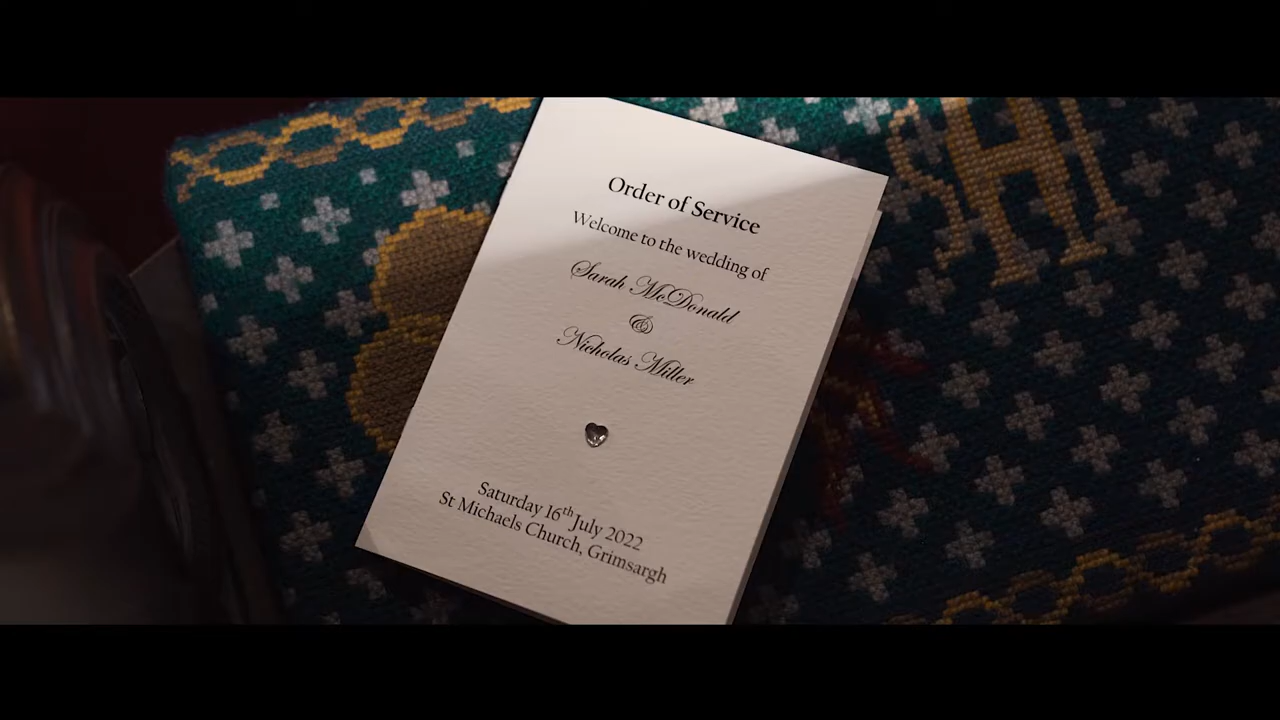 H
Order of Service
Welcome to the wedding of
Sarah McDonald
&
Nicholas Miller
Saturday 16th July 2022
St Michaels Church, Grimsargh